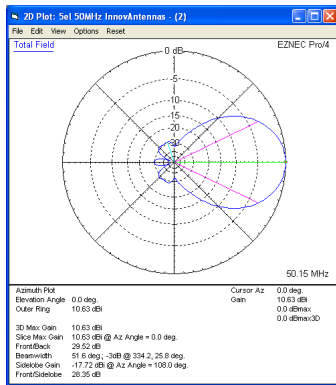 2D Plot: 5el 50MHz InnovAntennas - (2)
File Edit View Options Reset
Total Field
0 dB
EZNEC Pro/4
-5
-10
-15
-20
-30
50.15 MHz
Azimuth Plot
Cursor Az 0.0 deg.
Elevation Angle 0.0 deg.
Gain 10.63 dBi
Outer Ring 10.63 dBi
0.0 dBmax
0.0 dBmax3D
3D Max Gain 10.63 dBi
Slice Max Gain 10.63 dBi @ Az Angle = 0.0 deg.
Front/Back 29.52 dB
Beamwidth 51.6 deg.; -3dB @ 334.2, 25.8 deg.
Sidelobe Gain -17.72 dBi @ Az Angle = 108.0 deg.
Front/Sidelobe 28.35 dB